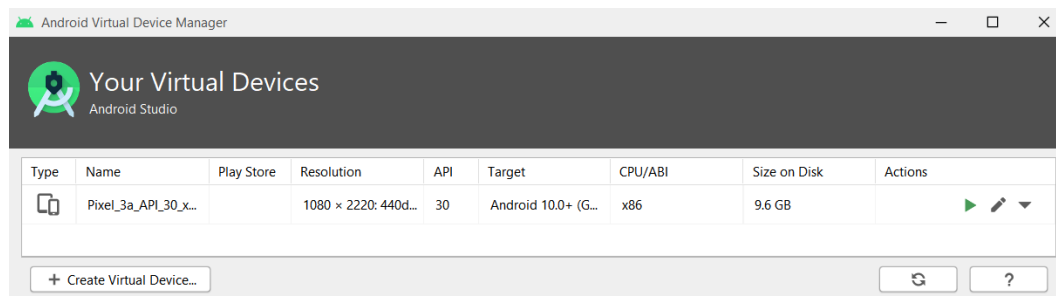 Android Virtual Device Manager
Your Virtual Devices
Android Studio
Type Name Play Store Resolution API Target CPU/ABI Size on Disk Actions
Pixel_3a_API_30_x... 1080 × 2220: 440d... 30 Android 10.0+ (G... x86 9.6 GB
+ Create Virtual Device... ?